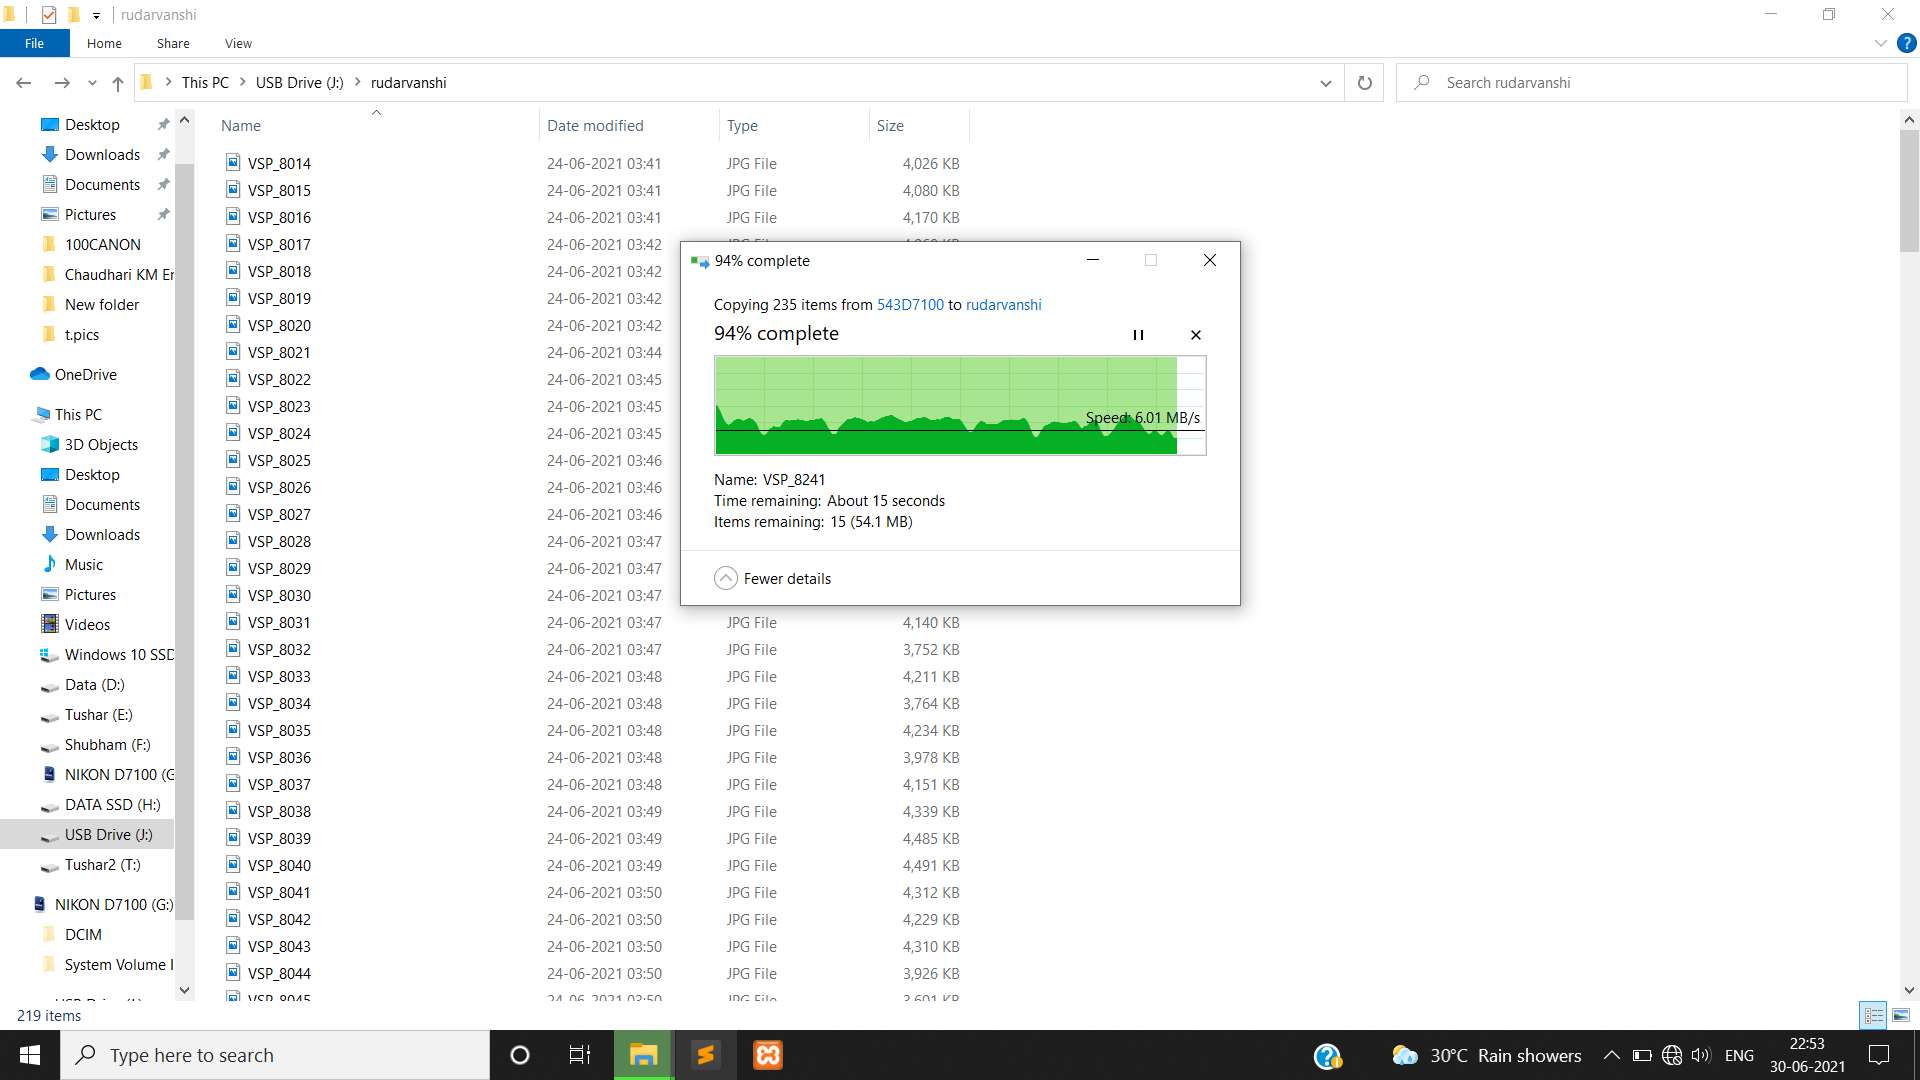 rudarvanshi
File Home Share View
This PC USB Drive (J:) rudarvanshi
Search rudarvanshi
Desktop
Downloads
Documents
Pictures
100CANON
Chaudhari KM Er
New folder
t.pics
OneDrive
This PC
3D Objects
Desktop
Documents
Downloads
Music
Pictures
Videos
Windows 10 SSD
Data (D:)
Tushar (E:)
Shubham (F:)
NIKON D7100 (G
DATA SSD (H:)
USB Drive (J:)
Tushar2 (T:)
NIKON D7100 (G:)
DCIM
System Volume I
Name Date modified Type Size
VSP_8014 24-06-2021 03:41 JPG File 4,026 KB
VSP_8015 24-06-2021 03:41 JPG File 4,080 KB
VSP_8016 24-06-2021 03:41 JPG File 4,170 KB
VSP_8017 24-06-2021 03:42
VSP_8018 24-06-2021 03:42
VSP_8019 24-06-2021 03:42
VSP_8020 24-06-2021 03:42
VSP_8021 24-06-2021 03:44
VSP_8022 24-06-2021 03:45
VSP_8023 24-06-2021 03:45
VSP_8024 24-06-2021 03:45
VSP_8025 24-06-2021 03:46
VSP_8026 24-06-2021 03:46
VSP_8027 24-06-2021 03:46
VSP_8028 24-06-2021 03:47
VSP_8029 24-06-2021 03:47
VSP_8030 24-06-2021 03:47
VSP_8031 24-06-2021 03:47 JPG File 4,140 KB
VSP_8032 24-06-2021 03:47 JPG File 3,752 KB
VSP_8033 24-06-2021 03:48 JPG File 4,211 KB
VSP_8034 24-06-2021 03:48 JPG File 3,764 KB
VSP_8035 24-06-2021 03:48 JPG File 4,234 KB
VSP_8036 24-06-2021 03:48 JPG File 3,978 KB
VSP_8037 24-06-2021 03:48 JPG File 4,151 KB
VSP_8038 24-06-2021 03:49 JPG File 4,339 KB
VSP_8039 24-06-2021 03:49 JPG File 4,485 KB
VSP_8040 24-06-2021 03:49 JPG File 4,491 KB
VSP_8041 24-06-2021 03:50 JPG File 4,312 KB
VSP_8042 24-06-2021 03:50 JPG File 4,229 KB
VSP_8043 24-06-2021 03:50 JPG File 4,310 KB
VSP_8044 24-06-2021 03:50 JPG File 3,926 KB
VSP_8045 24-06-2021 03:50 JPG File 3,601 KB
94% complete
Copying 235 items from 543D7100 to rudarvanshi
94% complete
Speed: 6.01 MB/s
Name: VSP_8241
Time remaining: About 15 seconds
Items remaining: 15 (54.1 MB)
Fewer details
219 items
Type here to search
30°C Rain showers
ENG
22:53
30-06-2021